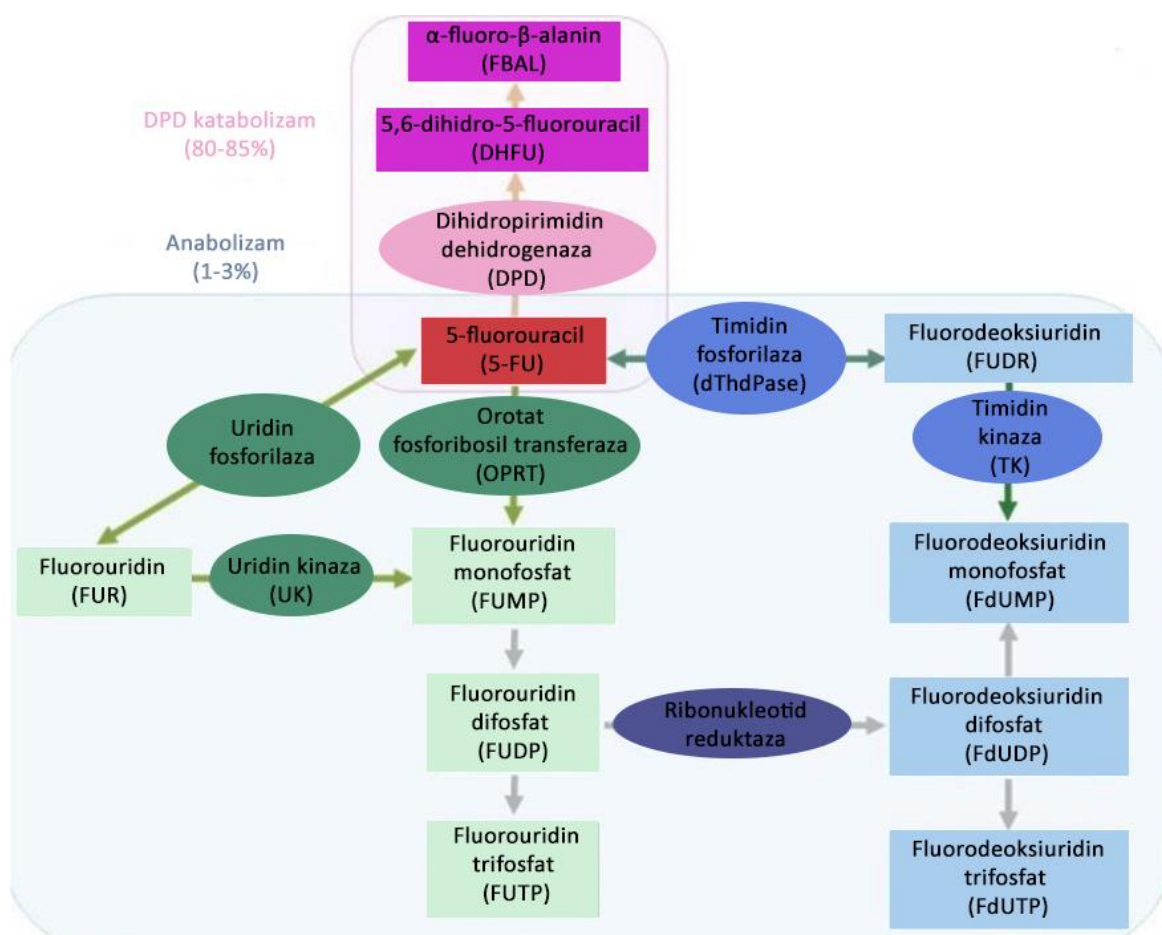 α-fluoro-β-alanin
(FBAL)
DPD katabolizam
(80-85%)
5,6-dihidro-5-fluorouracil
(DHFU)
Dihidropirimidin
dehidrogenaza
(DPD)
Anabolizam
(1-3%)
5-fluorouracil
(5-FU)
Timidin
fosforilaza
(dThdPase)
Fluorodeoksiuridin
(FUDR)
Uridin
fosforilaza
Orotat
fosforibosil transferaza
(OPRT)
Timidin
kinaza
(TK)
Fluorouridin
(FUR)
Uridin kinaza
(UK)
Fluorouridin
monofosfat
(FUMP)
Fluorodeoksiuridin
monofosfat
(FdUMP)
Fluorouridin
difosfat
(FUDP)
Ribonukleotid
reduktaza
Fluorodeoksiuridin
difosfat
(FdUDP)
Fluorouridin
trifosfat
(FUTP)
Fluorodeoksiuridin
trifosfat
(FdUTP)